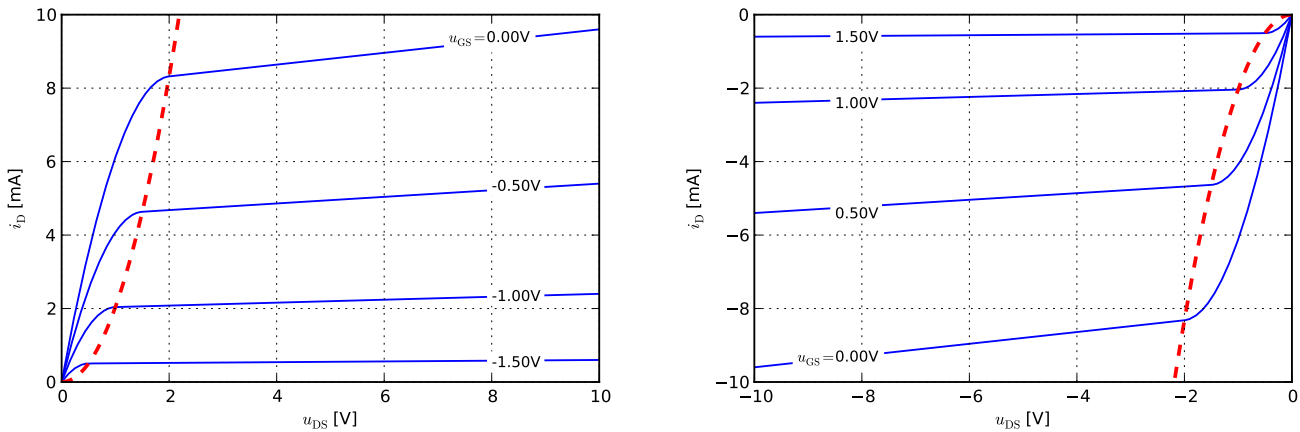 10
8
6
4
2
0
i_D [mA]
u_GS=0.00V
-0.50V
-1.00V
-1.50V
0 2 4 6 8 10
u_DS [V]
0
−2
−4
−6
−8
−10
i_D [mA]
1.50V
1.00V
0.50V
u_GS=0.00V
−10 −8 −6 −4 −2 0
u_DS [V]